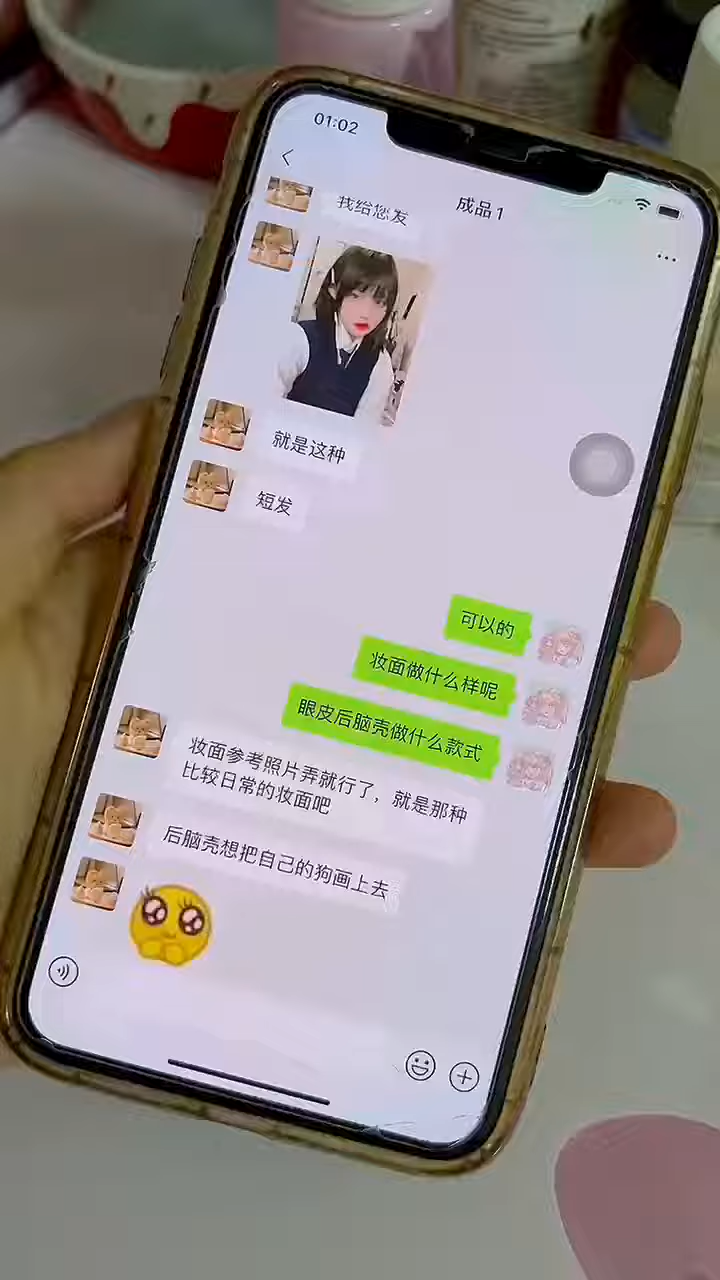 01:02
成品1
我给您发
就是这种
短发
可以的
妆面做什么样呢
眼皮后脑壳做什么款式
妆面参考照片弄就行了，就是那种
比较日常的妆面吧
后脑壳想把自己的狗画上去